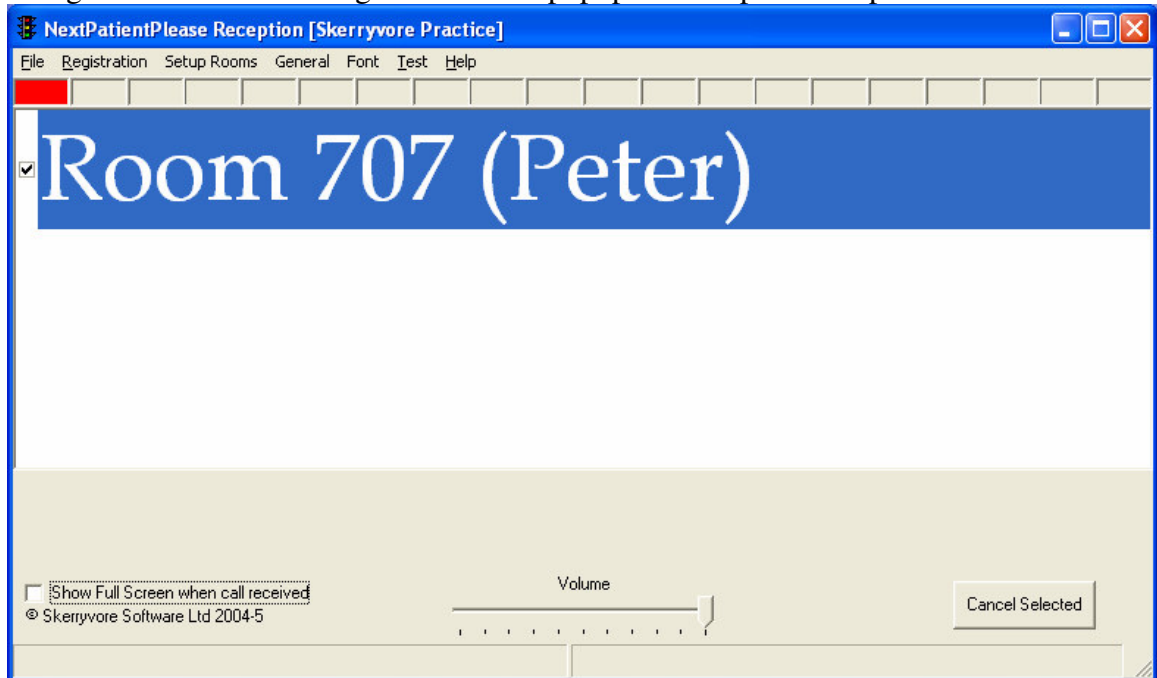 NextPatientPlease Reception [Skerryvore Practice]
File Registration Setup Rooms General Font Test Help
Room 707 (Peter)
Show Full Screen when call received
Volume
Cancel Selected
© Skerryvore Software Ltd 2004-5